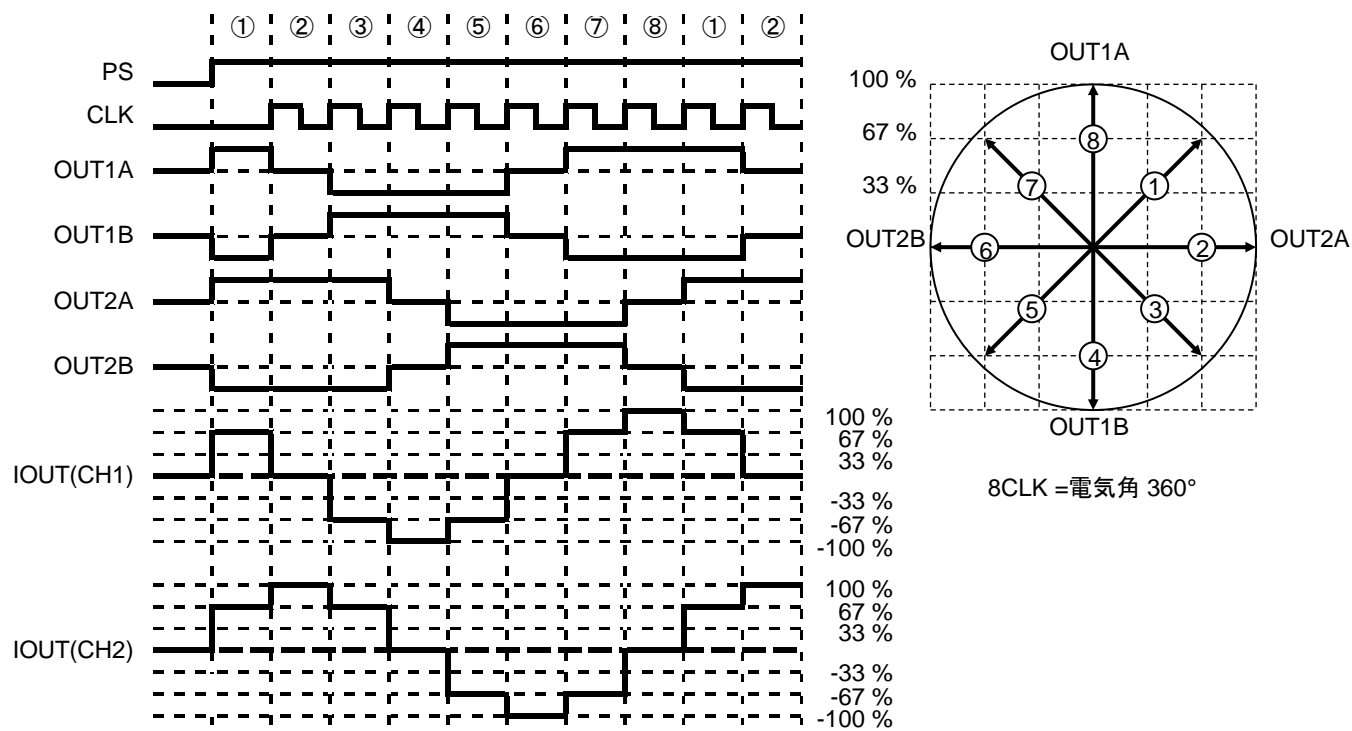 ① ② ③ ④ ⑤ ⑥ ⑦ ⑧ ① ②
PS
CLK
OUT1A
OUT1B
OUT2A
OUT2B
IOUT(CH1)
100 %
67 %
33 %
-33 %
-67 %
-100 %
IOUT(CH2)
100 %
67 %
33 %
-33 %
-67 %
-100 %
OUT1A
100 %
67 %
33 %
8
7
1
OUT2B
6
2
OUT2A
5
3
4
OUT1B
8CLK =電気角 360°